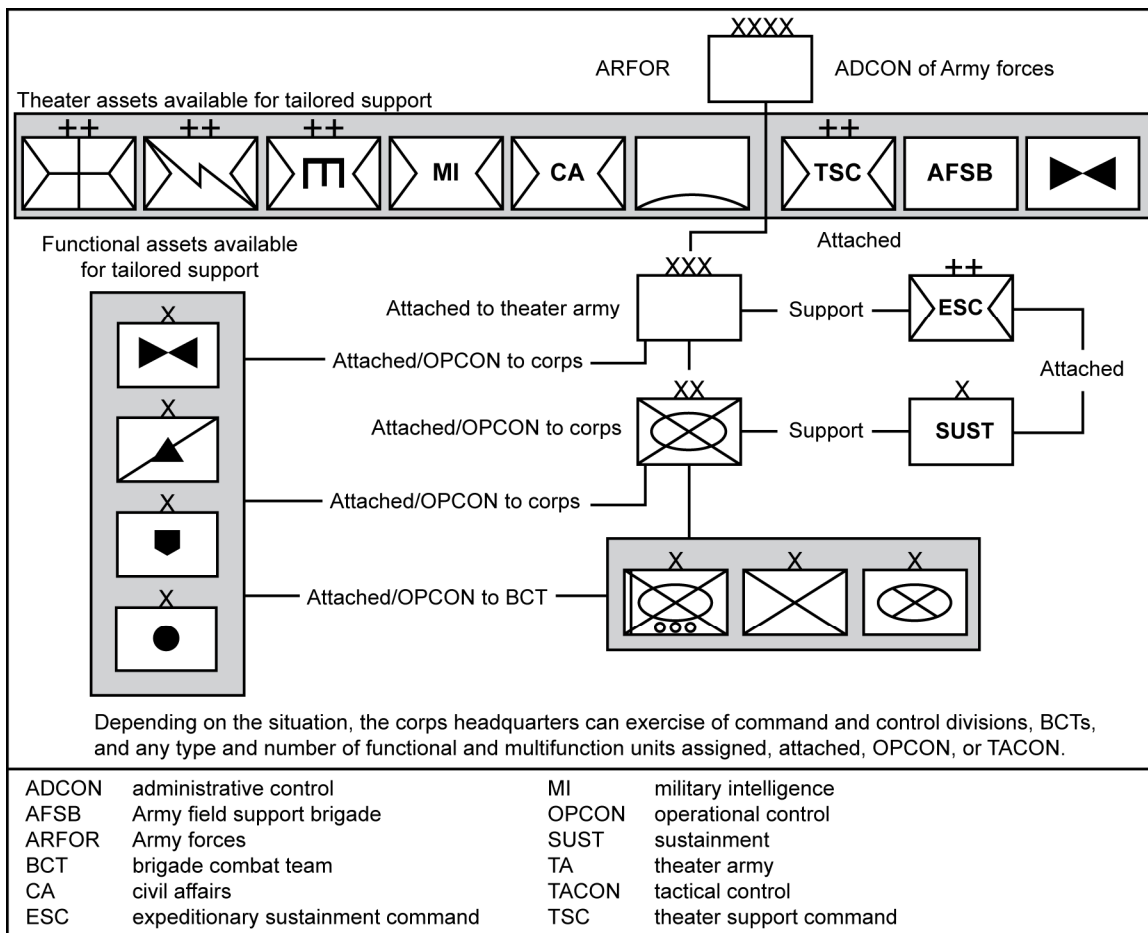 XXXX
ARFOR
ADCON of Army forces
Theater assets available for tailored support
++
++
++
++
MI
CA
TSC
AFSB
Functional assets available
for tailored support
Attached
XXX
++
Attached to theater army
Support
ESC
X
Attached/OPCON to corps
Attached
XX
X
X
Attached/OPCON to corps
Support
SUST
Attached/OPCON to corps
X
X
X
X
Attached/OPCON to BCT
X
Depending on the situation, the corps headquarters can exercise of command and control divisions, BCTs,
and any type and number of functional and multifunction units assigned, attached, OPCON, or TACON.
ADCON administrative control
AFSB Army field support brigade
ARFOR Army forces
BCT brigade combat team
CA civil affairs
ESC expeditionary sustainment command
MI military intelligence
OPCON operational control
SUST sustainment
TA theater army
TACON tactical control
TSC theater support command